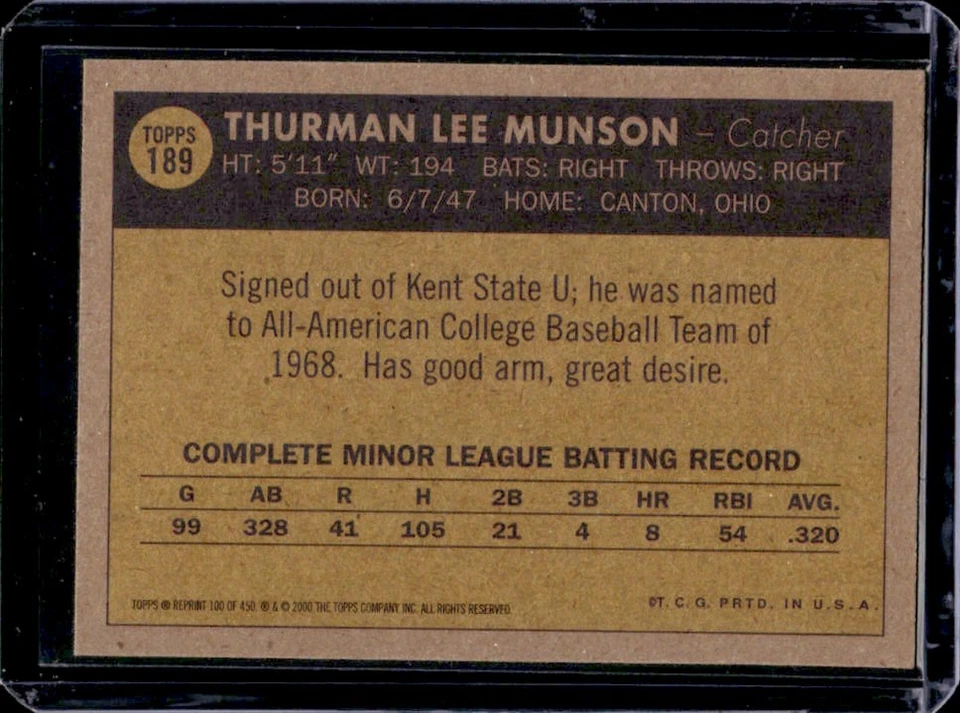 TOPPS
189
THURMAN LEE MUNSON – Catcher
HT: 5'11" WT: 194 BATS: RIGHT THROWS: RIGHT
BORN: 6/7/47 HOME: CANTON, OHIO
Signed out of Kent State U; he was named
to All-American College Baseball Team of
1968. Has good arm, great desire.
COMPLETE MINOR LEAGUE BATTING RECORD
G AB R H 2B 3B HR RBI AVG.
99 328 41 105 21 4 8 54 .320
TOPPS ® REPRINT 100 OF 450. ® & © 2000 THE TOPPS COMPANY, INC. ALL RIGHTS RESERVED.
©T. C. G. PRTD. IN U.S.A.